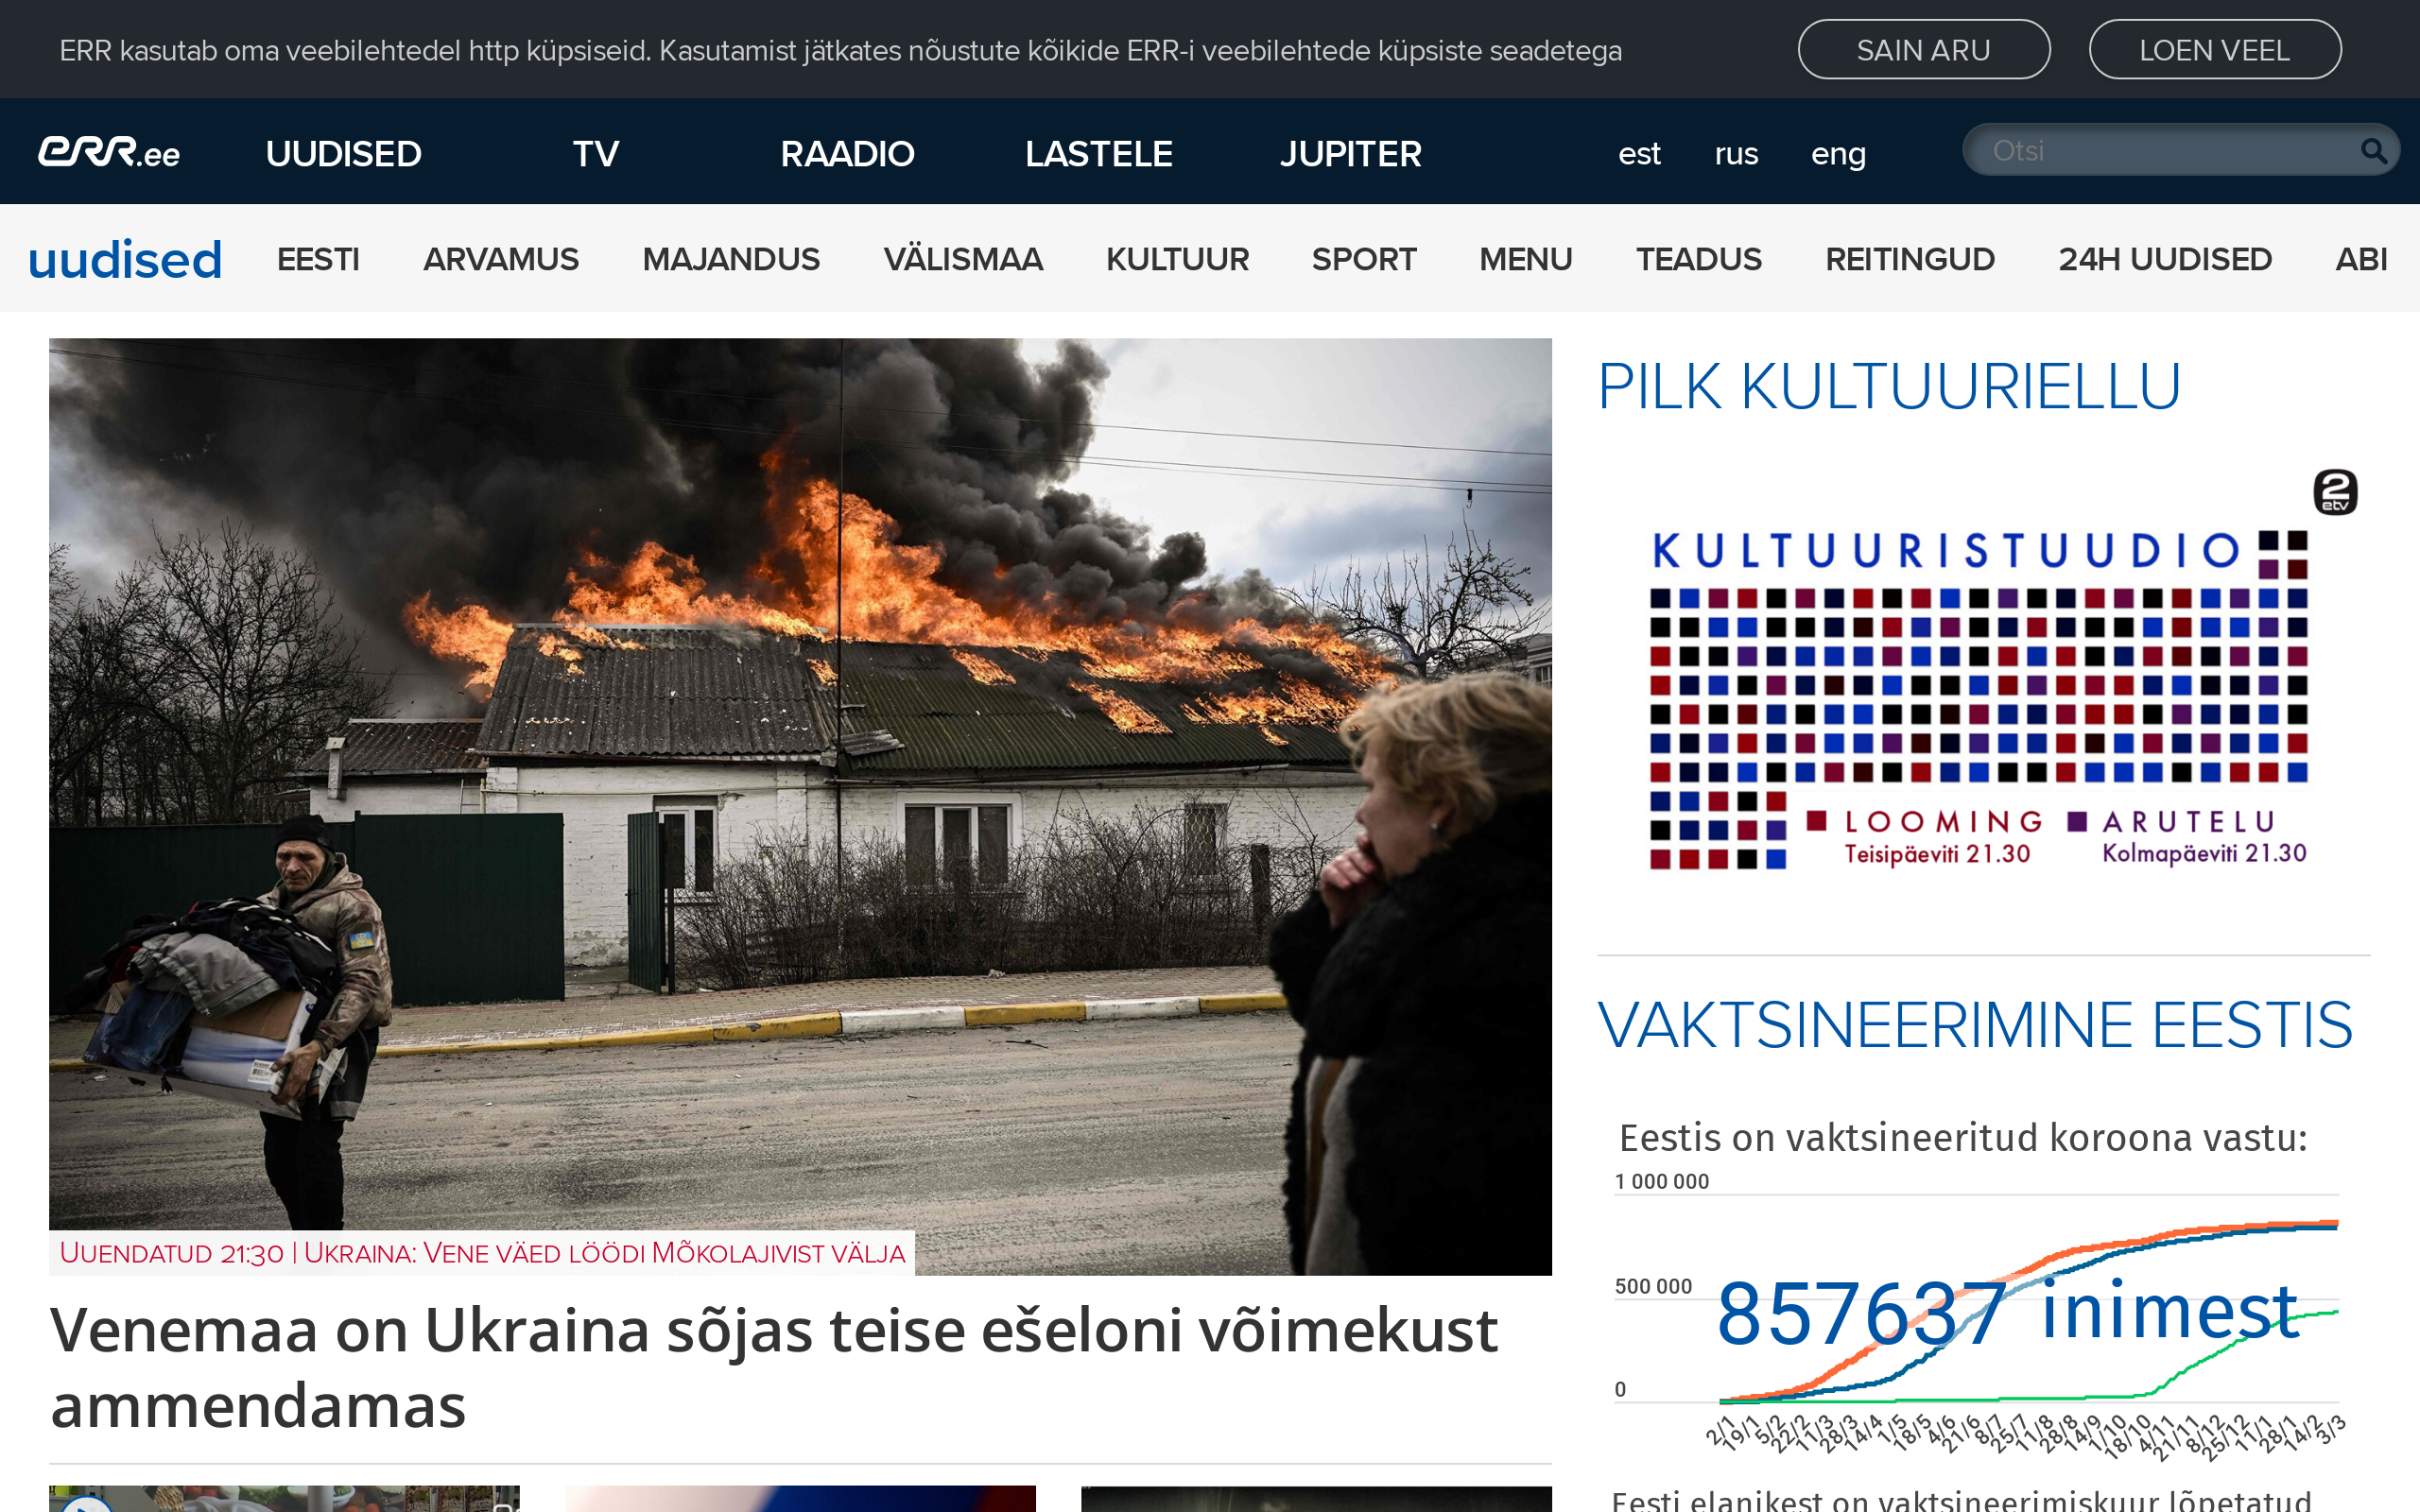 ERR kasutab oma veebilehtedel http küpsiseid. Kasutamist jätkates nõustute kõikide ERR-i veebilehtede küpsiste seadetega
SAIN ARU
LOEN VEEL
err.ee
UUDISED
TV
RAADIO
LASTELE
JUPITER
est
rus
eng
Otsi
uudised
EESTI
ARVAMUS
MAJANDUS
VÄLISMAA
KULTUUR
SPORT
MENU
TEADUS
REITINGUD
24H UUDISED
ABI
UUENDATUD 21:30 | UKRAINA: VENE VÄED LÖÖDI MÕKOLAJIVIST VÄLJA
Venemaa on Ukraina sõjas teise ešeloni võimekust
ammendamas
PILK KULTUURIELLU
2
etv
KULTUURISTUUDIO
LOOMING
Teisipäeviti 21.30
ARUTELU
Kolmapäeviti 21.30
VAKTSINEERIMINE EESTIS
Eestis on vaktsineeritud koroona vastu:
1 000 000
500 000
857637 inimest
0
2/1 19/1 5/2 22/2 11/3 28/3 14/4 1/5 18/5 4/6 21/6 8/7 25/7 11/8 28/8 14/9 1/10 18/10 4/11 21/11 8/12 25/12 11/1 28/1 14/2 3/3
Eesti elanikest on vaktsineerimiskuur lõpetatud